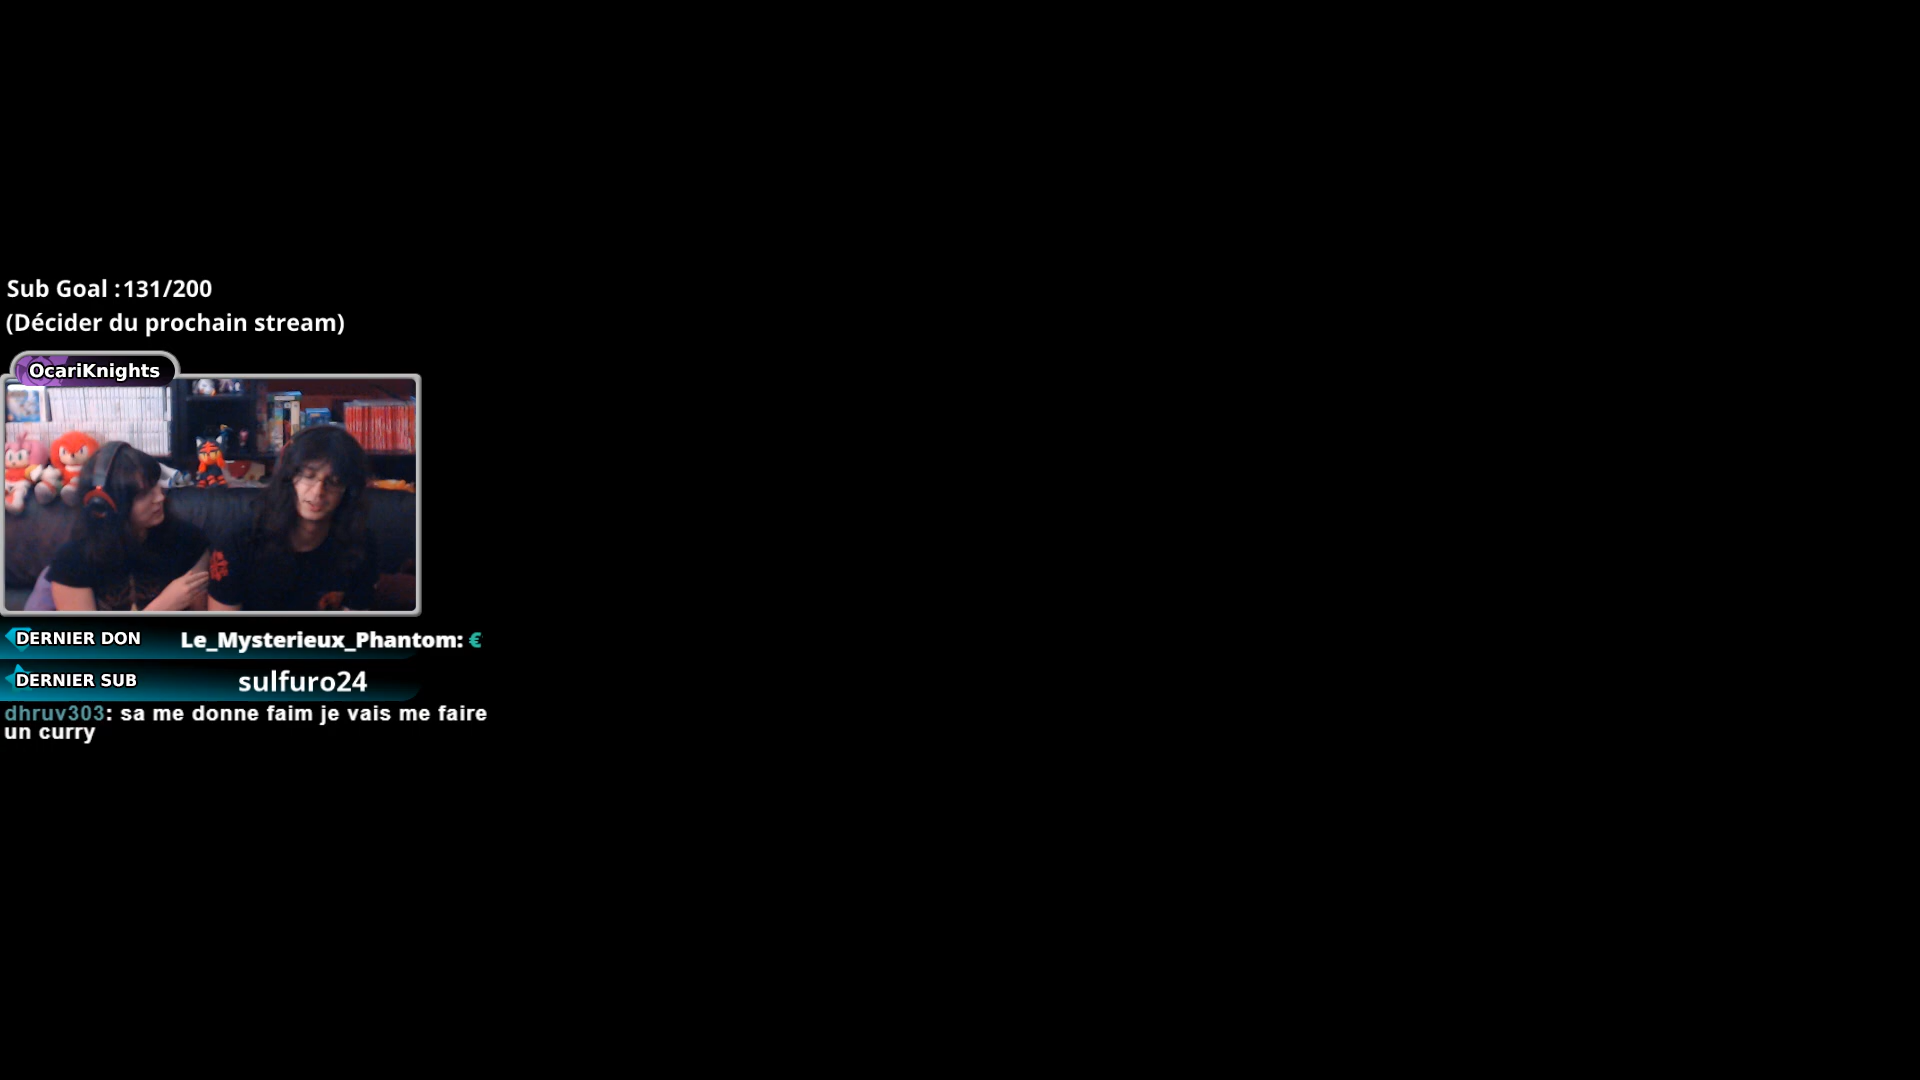 Sub Goal :131/200
(Décider du prochain stream)
OcariKnights
DERNIER DON Le_Mysterieux_Phantom: €
DERNIER SUB sulfuro24
dhruv303: sa me donne faim je vais me faire
un curry